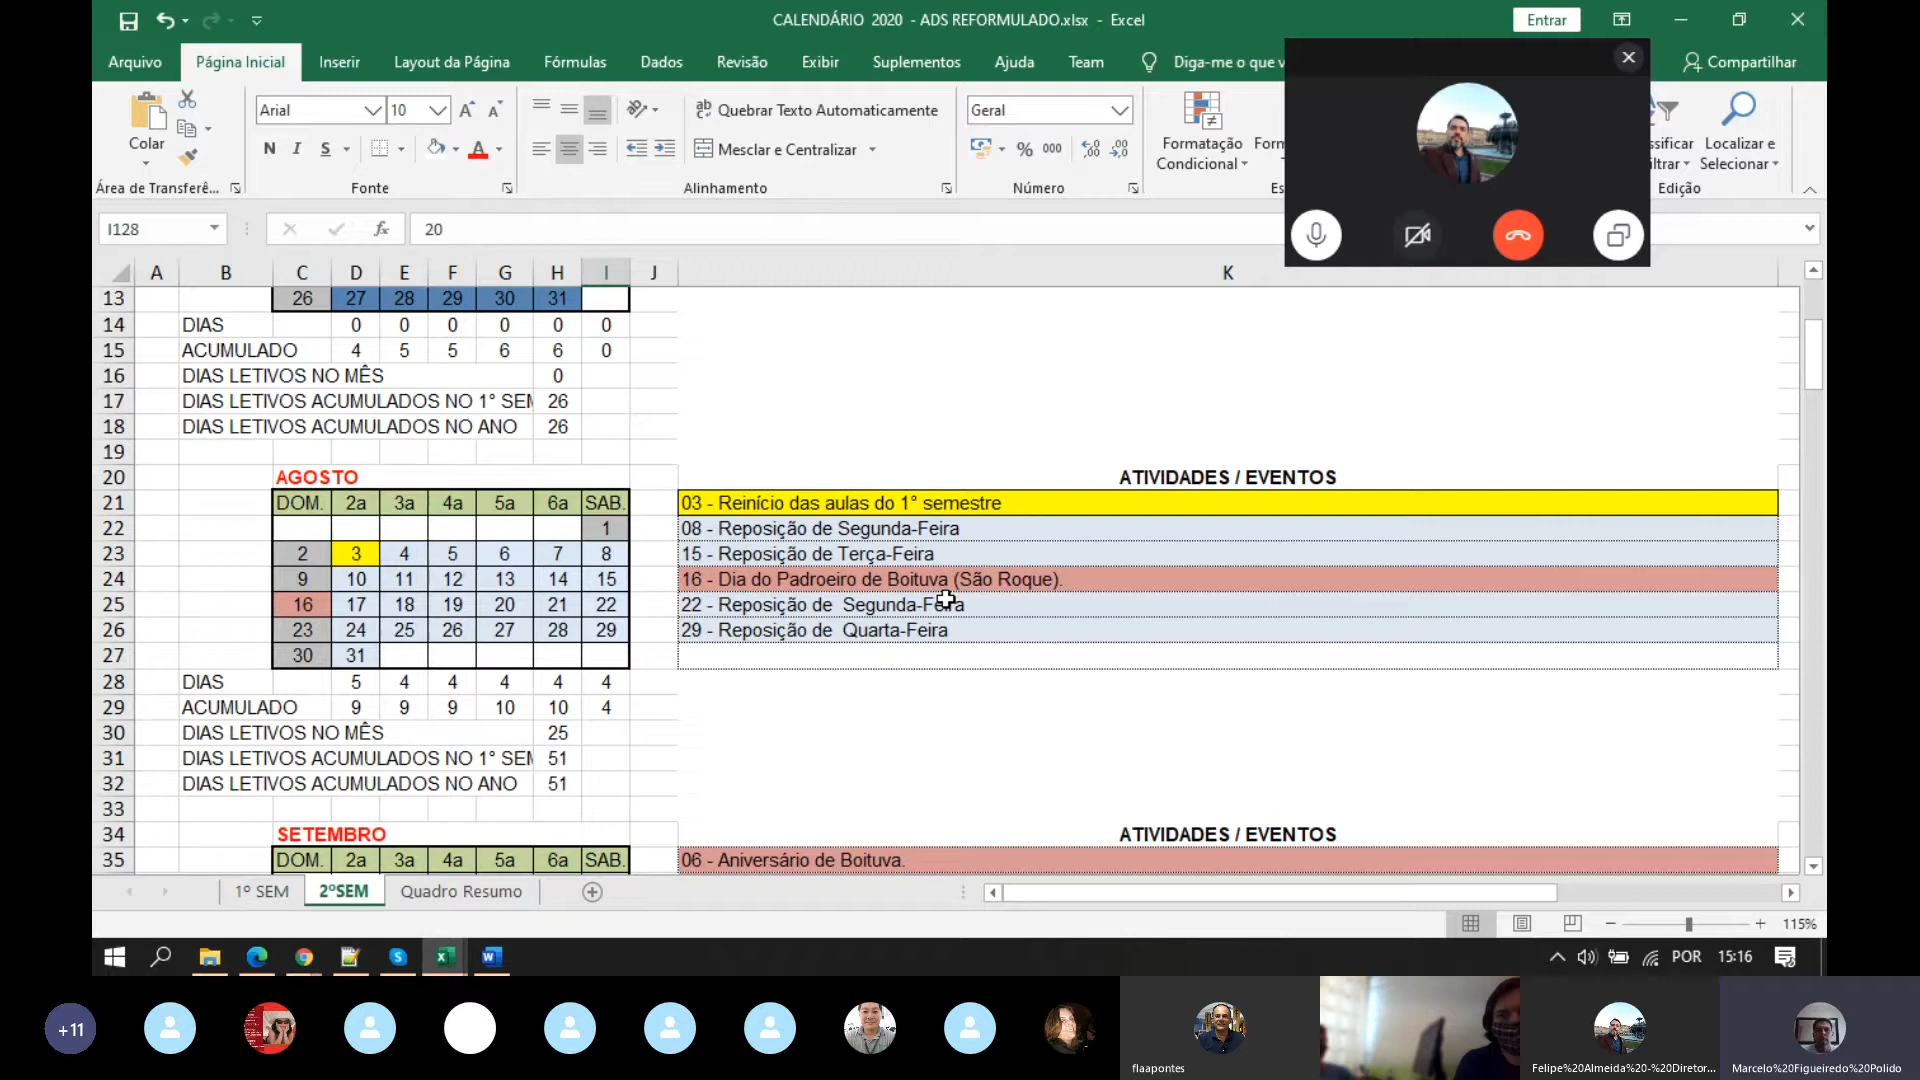 CALENDÁRIO 2020 - ADS REFORMULADO.xlsx - Excel
Entrar
Arquivo Página Inicial Inserir Layout da Página Fórmulas Dados Revisão Exibir Suplementos Ajuda Team Diga-me o que v Compartilhar
Colar
Arial 10
Quebrar Texto Automaticamente
Geral
N I S
Mesclar e Centralizar
% 000
Formatação Condicional
Localizar e Selecionar
Área de Transferê... Fonte Alinhamento Número Es Edição
I128 fx 20
A B C D E F G H I J K
13 26 27 28 29 30 31
14 DIAS 0 0 0 0 0 0
15 ACUMULADO 4 5 5 6 6 0
16 DIAS LETIVOS NO MÊS 0
17 DIAS LETIVOS ACUMULADOS NO 1° SEM 26
18 DIAS LETIVOS ACUMULADOS NO ANO 26
19
20 AGOSTO ATIVIDADES / EVENTOS
21 DOM. 2a 3a 4a 5a 6a SAB. 03 - Reinício das aulas do 1° semestre
22 1 08 - Reposição de Segunda-Feira
23 2 3 4 5 6 7 8 15 - Reposição de Terça-Feira
24 9 10 11 12 13 14 15 16 - Dia do Padroeiro de Boituva (São Roque).
25 16 17 18 19 20 21 22 22 - Reposição de Segunda-Feira
26 23 24 25 26 27 28 29 29 - Reposição de Quarta-Feira
27 30 31
28 DIAS 5 4 4 4 4 4
29 ACUMULADO 9 9 9 10 10 4
30 DIAS LETIVOS NO MÊS 25
31 DIAS LETIVOS ACUMULADOS NO 1° SEM 51
32 DIAS LETIVOS ACUMULADOS NO ANO 51
33
34 SETEMBRO ATIVIDADES / EVENTOS
35 DOM. 2a 3a 4a 5a 6a SAB. 06 - Aniversário de Boituva.
1º SEM 2ºSEM Quadro Resumo
115%
POR 15:16
+11
flaapontes
Felipe%20Almeida%20-%20Diretor...
Marcelo%20Figueiredo%20Polido